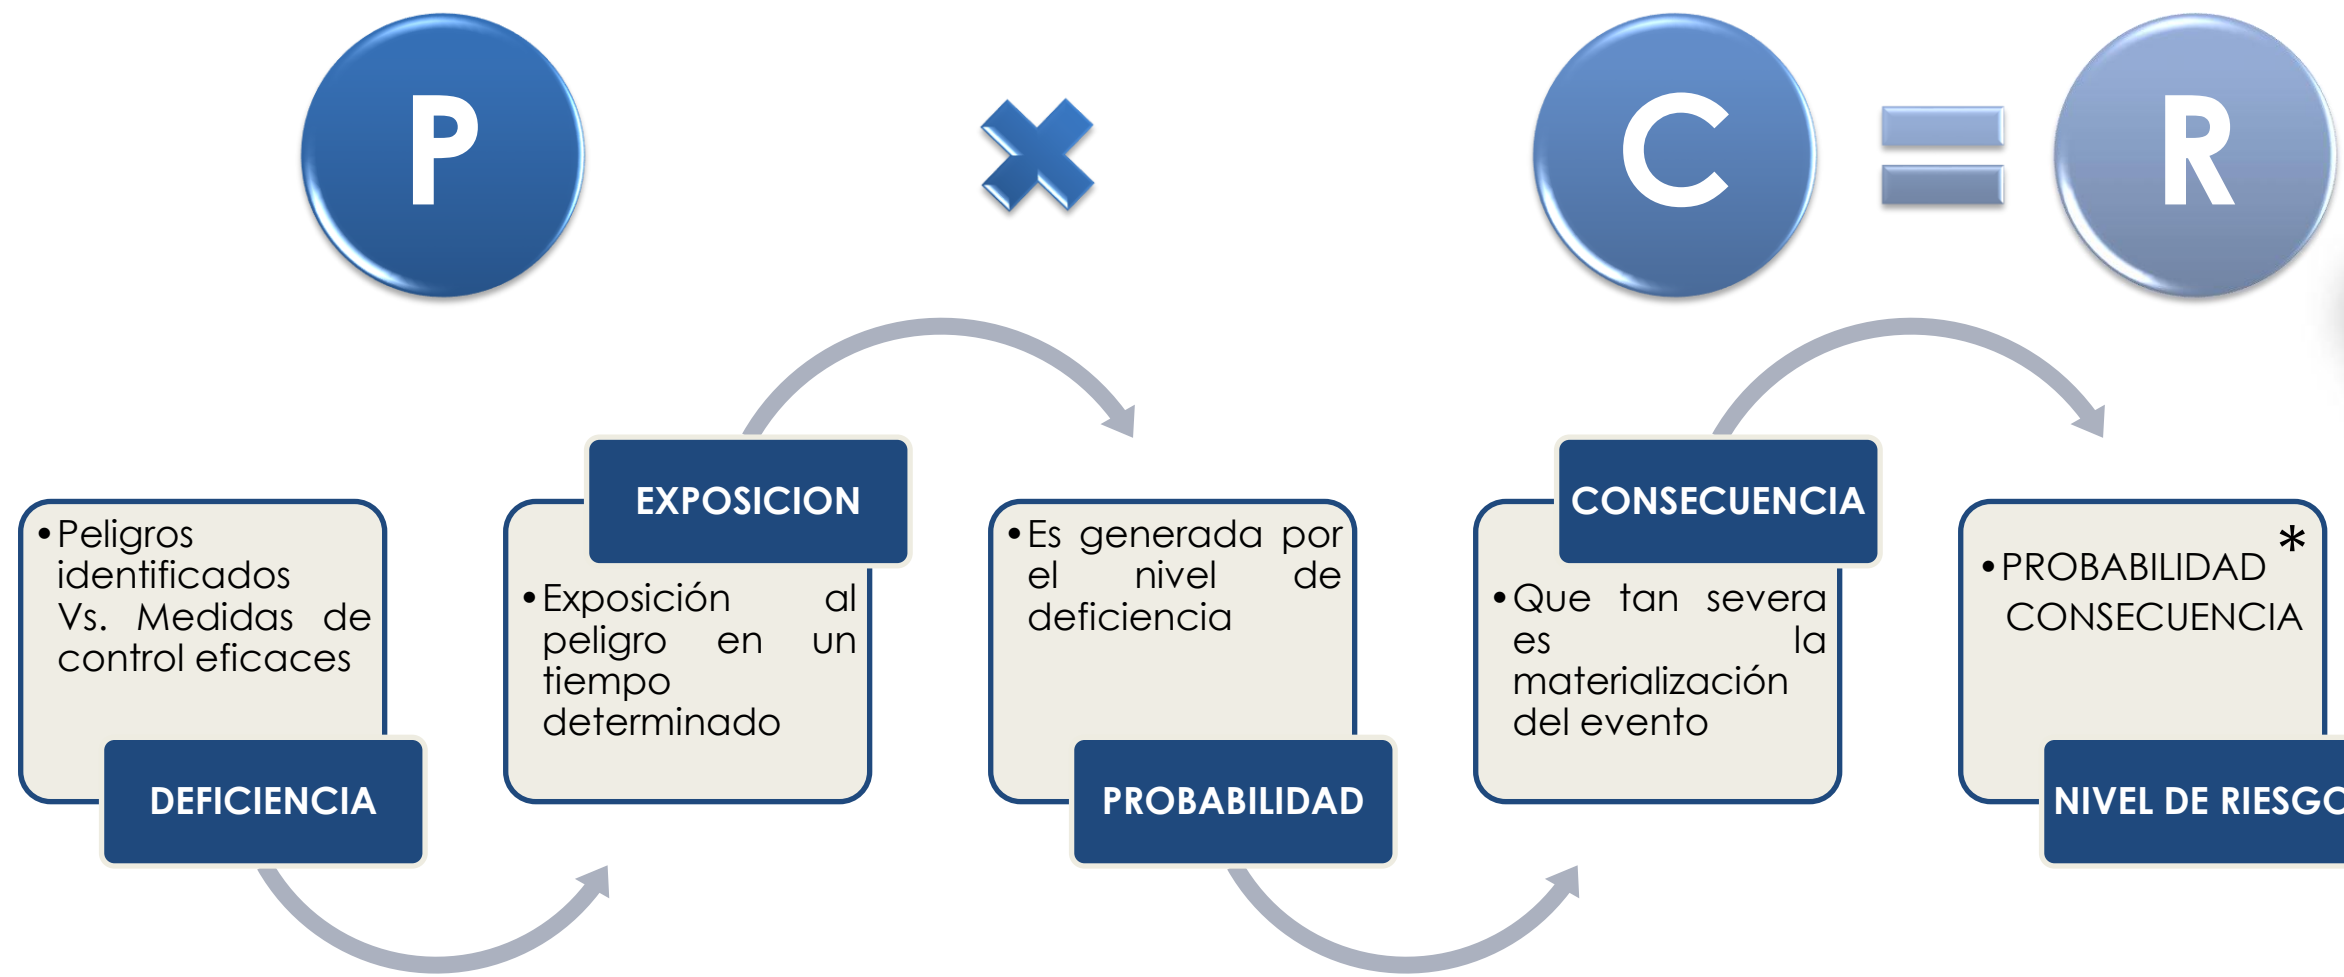 P
C
R
•Peligros
identificados
Vs. Medidas de
control eficaces
DEFICIENCIA
EXPOSICION
•Exposición al
peligro en un
tiempo
determinado
•Es generada por
el nivel de
deficiencia
PROBABILIDAD
CONSECUENCIA
•Que tan severa
es la
materialización
del evento
•PROBABILIDAD *
CONSECUENCIA
NIVEL DE RIESGO